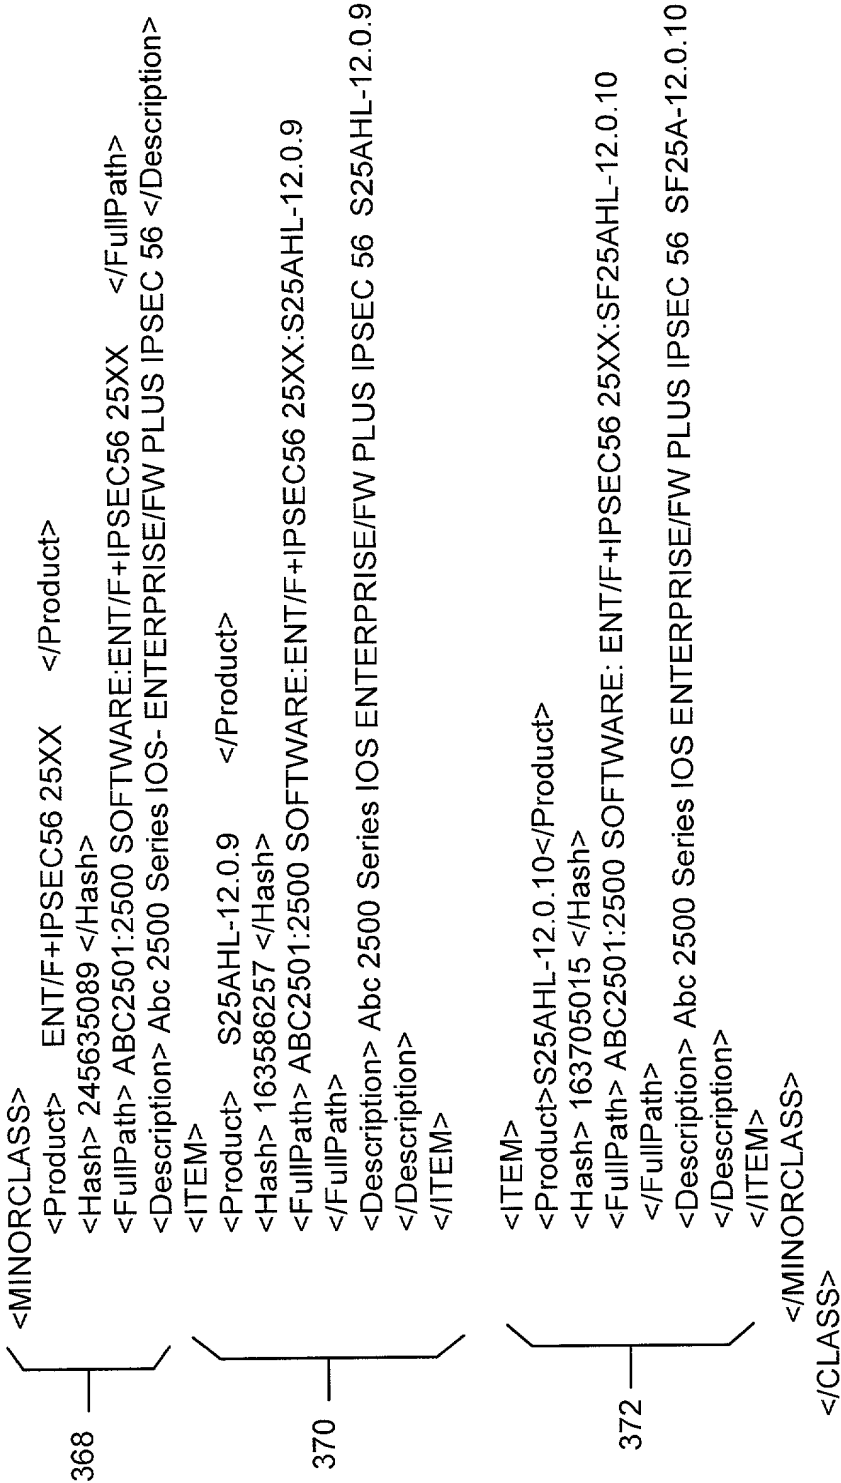 <MINORCLASS>
<Product> ENT/F+IPSEC56 25XX </Product>
<Hash> 245635089 </Hash>
<FullPath> ABC2501:2500 SOFTWARE:ENT/F+IPSEC56 25XX </FullPath>
<Description> Abc 2500 Series IOS- ENTERPRISE/FW PLUS IPSEC 56 </Description>
368
<ITEM>
<Product> S25AHL-12.0.9 </Product>
<Hash> 163586257 </Hash>
<FullPath> ABC2501:2500 SOFTWARE:ENT/F+IPSEC56 25XX:S25AHL-12.0.9
</FullPath>
<Description> Abc 2500 Series IOS ENTERPRISE/FW PLUS IPSEC 56 S25AHL-12.0.9
</Description>
</ITEM>
370
<ITEM>
<Product>S25AHL-12.0.10</Product>
<Hash> 163705015 </Hash>
<FullPath> ABC2501:2500 SOFTWARE: ENT/F+IPSEC56 25XX:SF25AHL-12.0.10
</FullPath>
<Description> Abc 2500 Series IOS ENTERPRISE/FW PLUS IPSEC 56 SF25A-12.0.10
</Description>
</ITEM>
372
</MINORCLASS>
</CLASS>